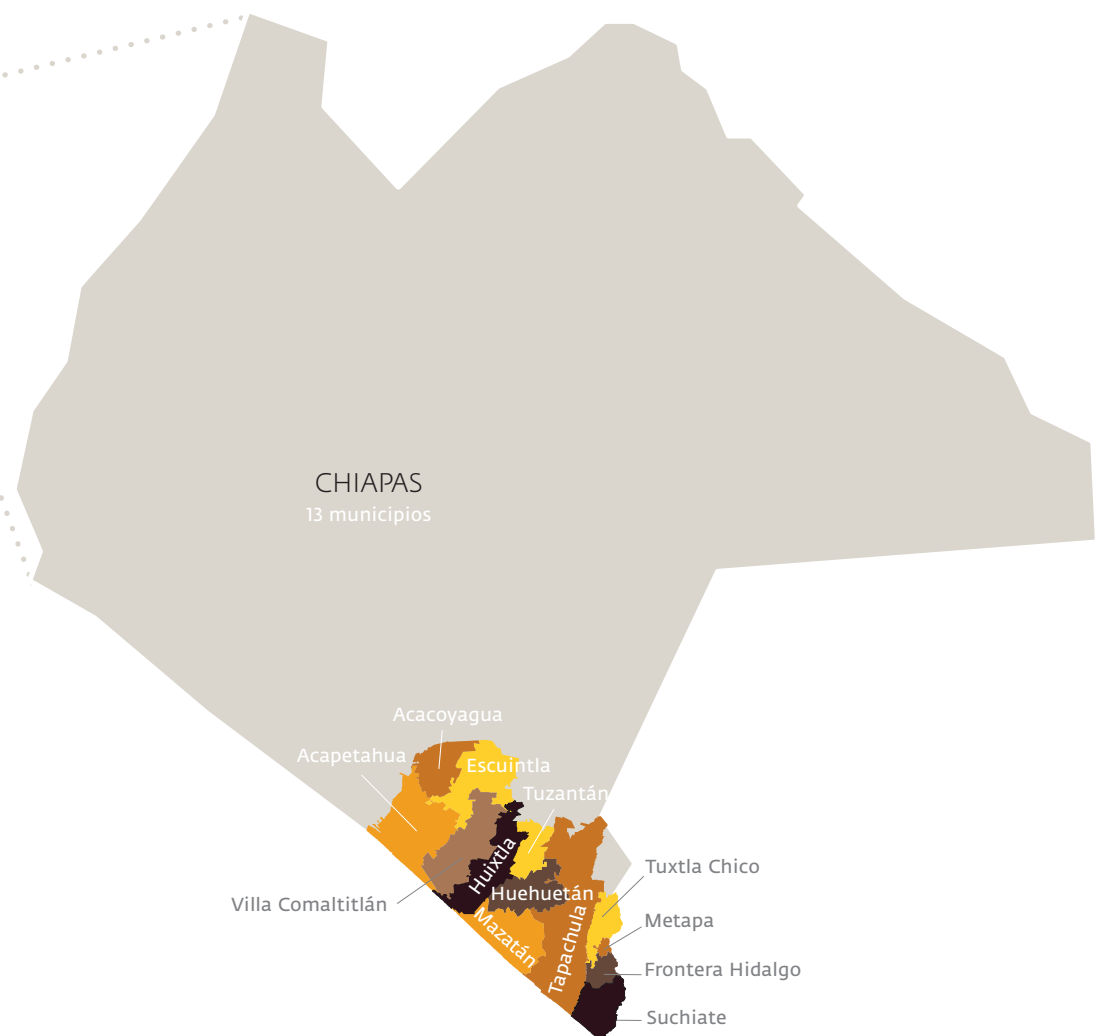 CHIAPAS
13 municipios
Acacoyagua
Acapetahua
Escuintla
Tuzantán
Huixtla
Tuxtla Chico
Huehuetán
Villa Comaltitlán
Metapa
Mazatán
Tapachula
Frontera Hidalgo
Suchiate